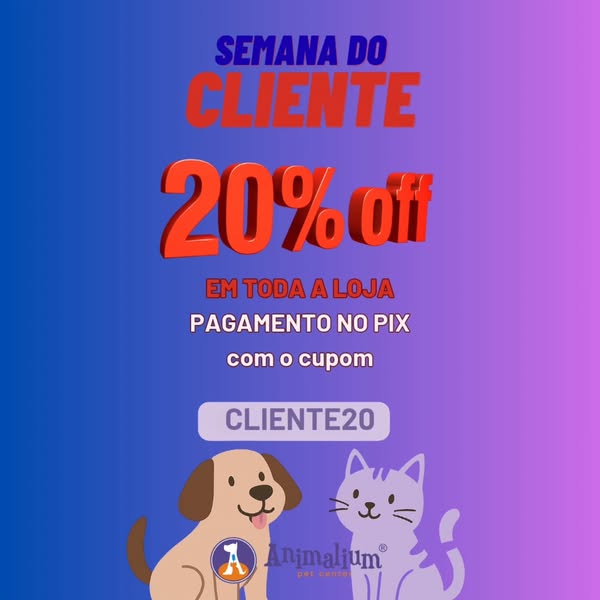 SEMANA DO
CLIENTE
20% off
EM TODA A LOJA
PAGAMENTO NO PIX
com o cupom
CLIENTE20
Animalium®
pet center